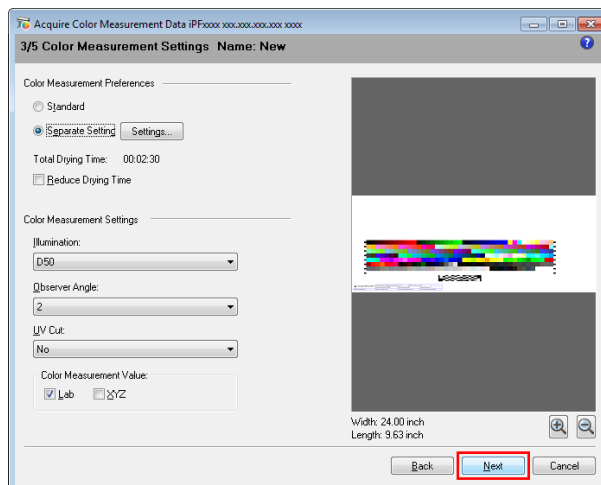 Acquire Color Measurement Data iPFxxxx xxx.xxx.xxx.xxx xxxx
3/5 Color Measurement Settings Name: New
Color Measurement Preferences
Standard
Separate Setting Settings...
Total Drying Time: 00:02:30
Reduce Drying Time
Color Measurement Settings
Illumination:
D50
Observer Angle:
2
UV Cut:
No
Color Measurement Value:
Lab XYZ
Width: 24.00 inch
Length: 9.63 inch
Back Next Cancel